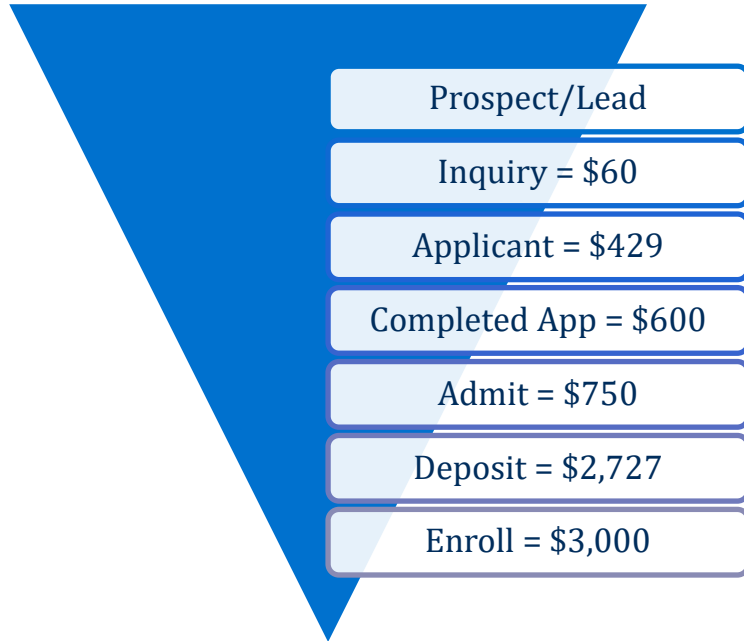 Prospect/Lead
Inquiry = $60
Applicant = $429
Completed App = $600
Admit = $750
Deposit = $2,727
Enroll = $3,000